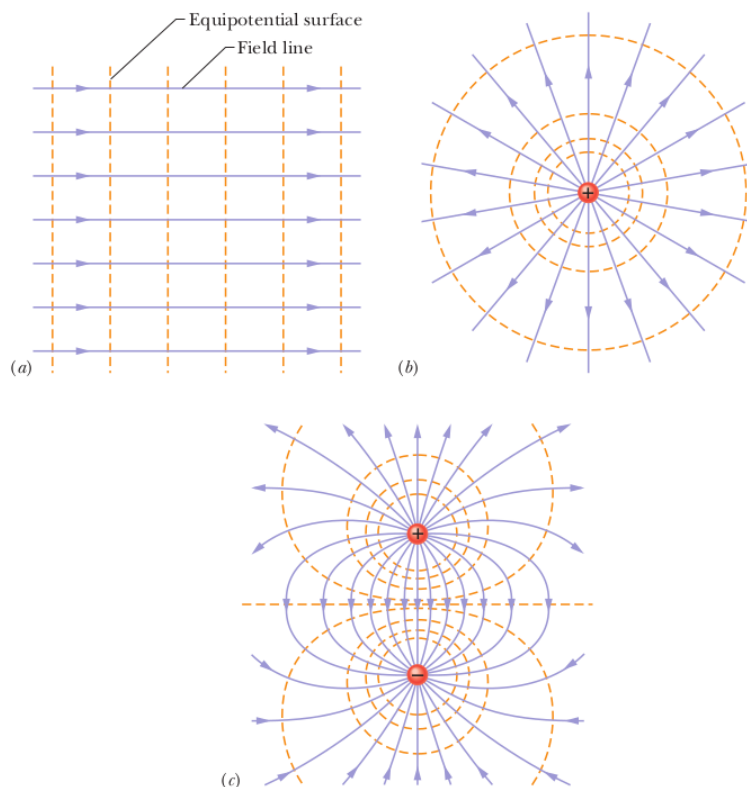 Equipotential surface
Field line
+
(a)
(b)
+
−
(c)